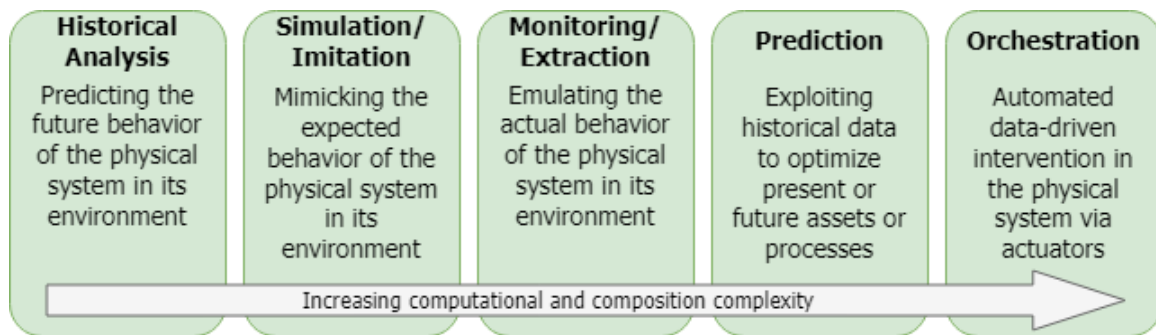 Historical
Analysis
Predicting the
future behavior
of the physical
system in its
environment
Simulation/
Imitation
Mimicking the
expected
behavior of the
physical system
in its
environment
Monitoring/
Extraction
Emulating the
actual behavior
of the physical
system in its
environment
Prediction
Exploiting
historical data
to optimize
present or
future assets or
processes
Orchestration
Automated
data-driven
intervention in
the physical
system via
actuators
Increasing computational and composition complexity